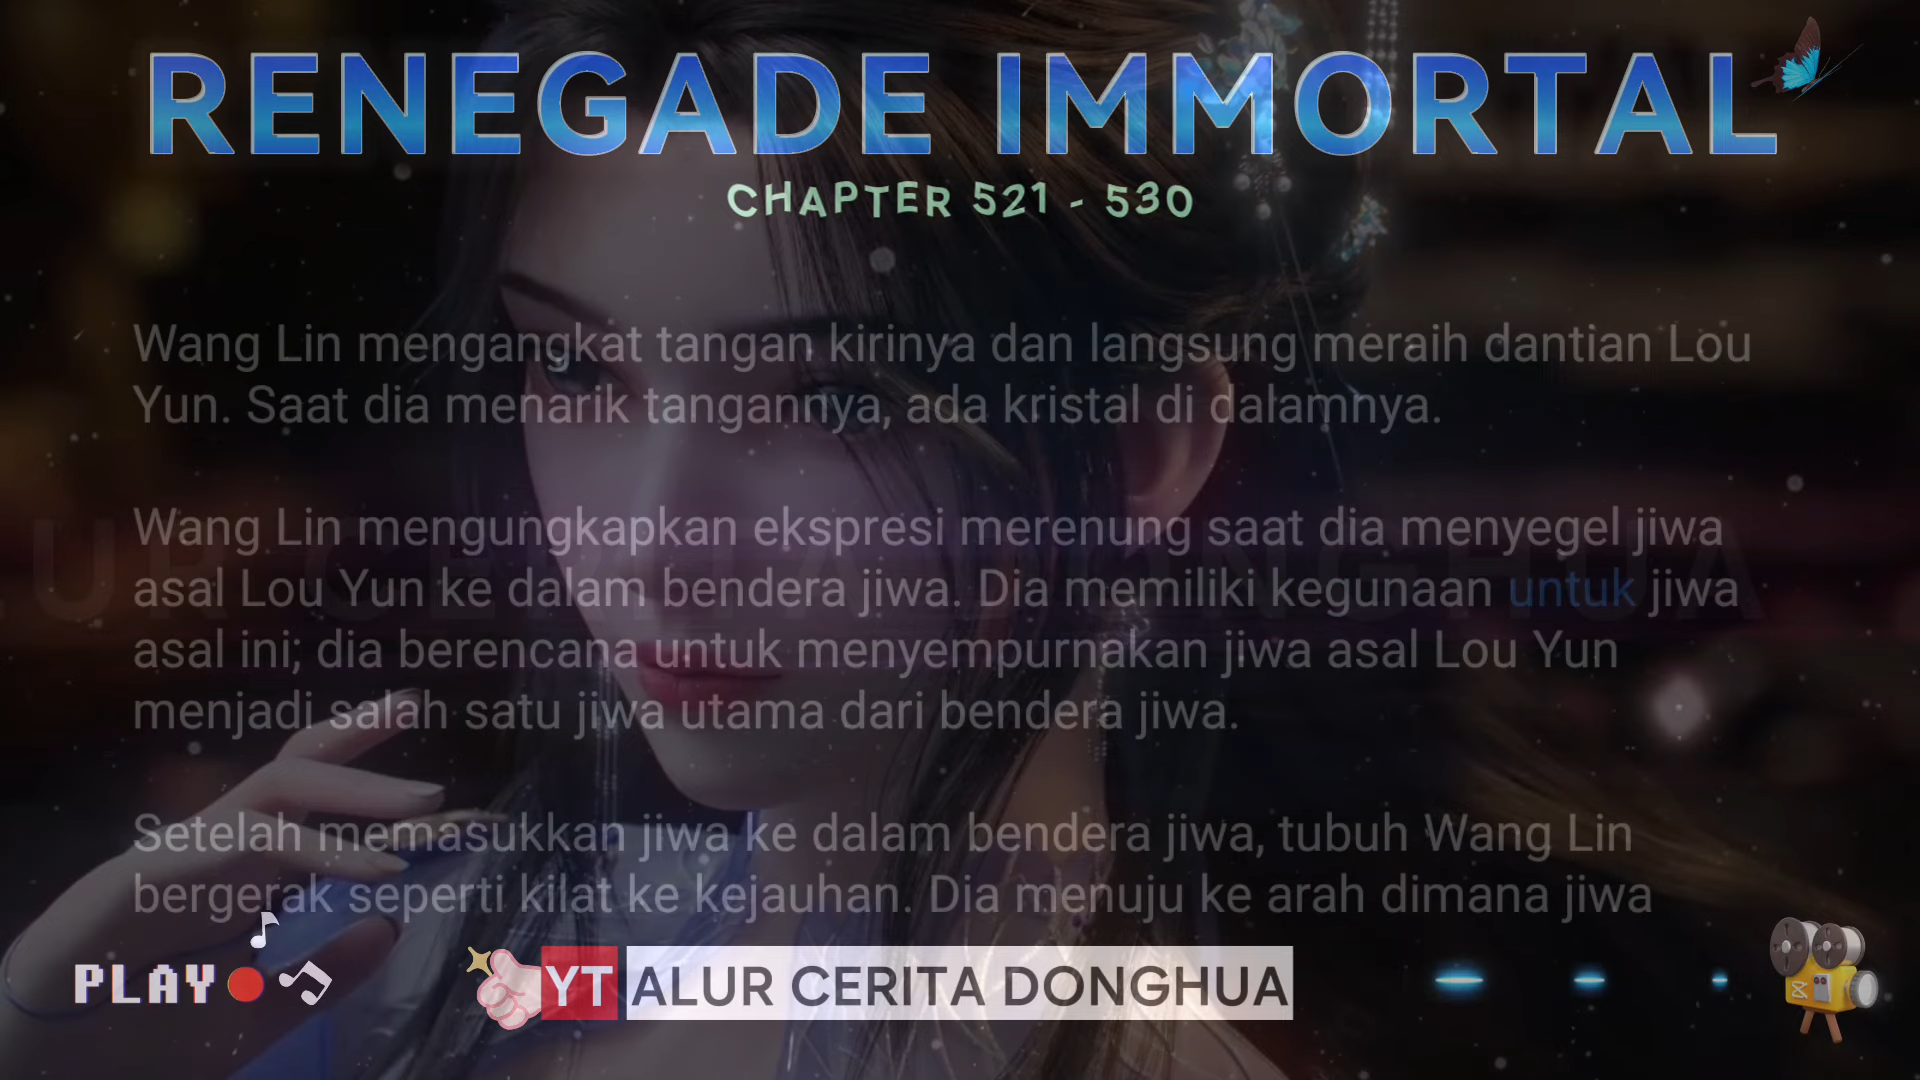 RENEGADE IMMORTAL
CHAPTER 521 - 530
Wang Lin mengangkat tangan kirinya dan langsung meraih dantian Lou
Yun. Saat dia menarik tangannya, ada kristal di dalamnya.
Wang Lin mengungkapkan ekspresi merenung saat dia menyegel jiwa
asal Lou Yun ke dalam bendera jiwa. Dia memiliki kegunaan untuk jiwa
asal ini; dia berencana untuk menyempurnakan jiwa asal Lou Yun
menjadi salah satu jiwa utama dari bendera jiwa.
Setelah memasukkan jiwa ke dalam bendera jiwa, tubuh Wang Lin
bergerak seperti kilat ke kejauhan. Dia menuju ke arah dimana jiwa
PLAY
YT ALUR CERITA DONGHUA